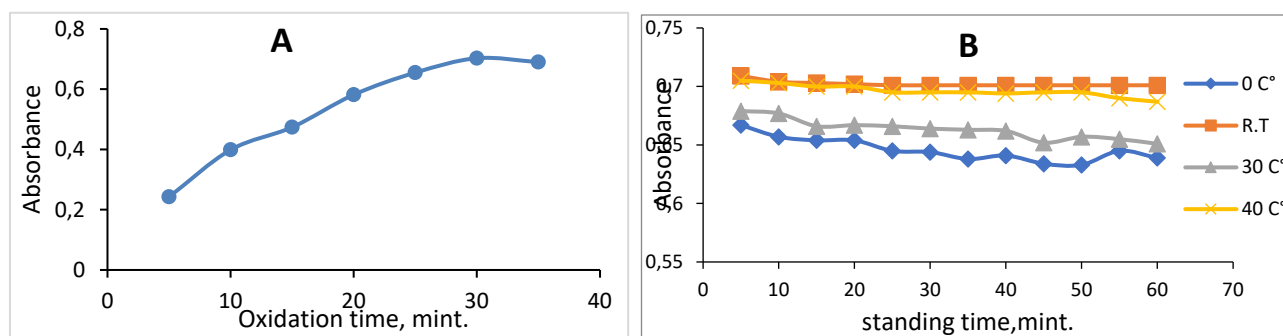 A
0,8
0,6
0,4
0,2
0
Absorbance
0
10
20
30
40
Oxidation time, mint.
B
0,75
0,7
0,65
0,6
0,55
Absorbance
0
10
20
30
40
50
60
70
standing time,mint.
0 C°
R.T
30 C°
40 C°